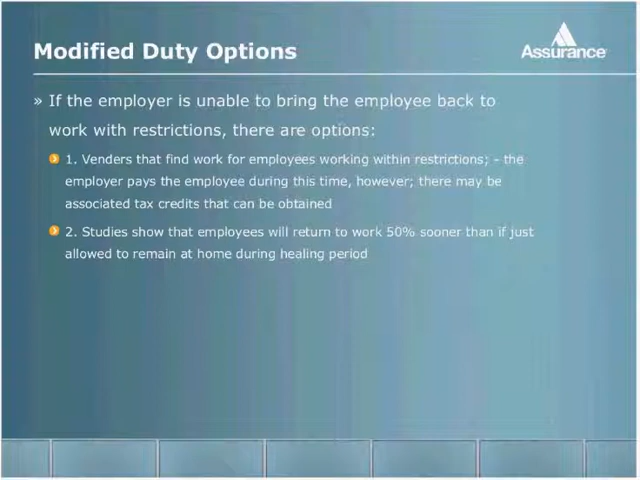 Modified Duty Options
Assurance
» If the employer is unable to bring the employee back to
work with restrictions, there are options:
1. Venders that find work for employees working within restrictions; - the
employer pays the employee during this time, however; there may be
associated tax credits that can be obtained
2. Studies show that employees will return to work 50% sooner than if just
allowed to remain at home during healing period